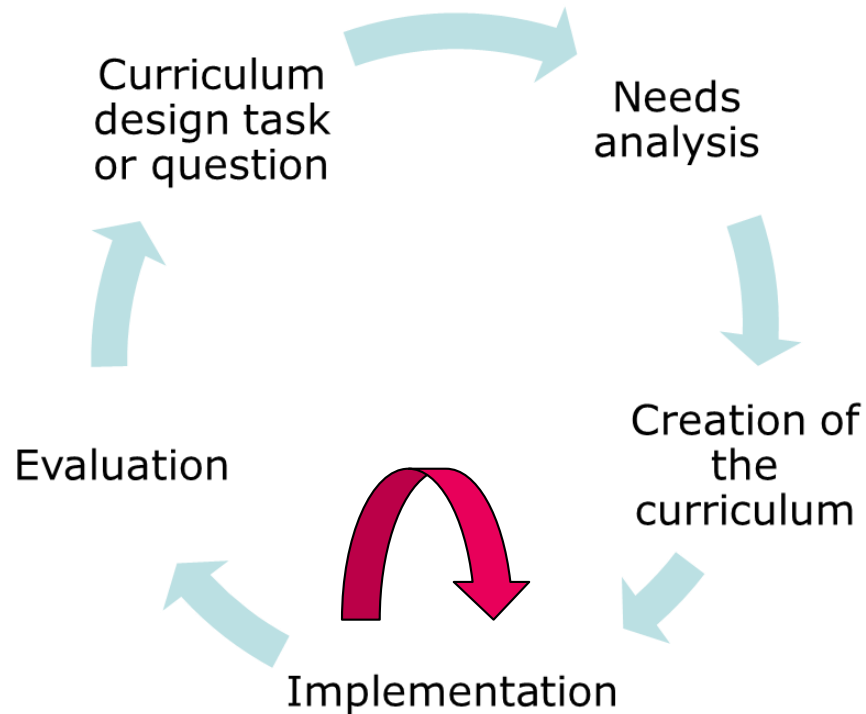 Curriculum
design task
or question
Needs
analysis
Creation of
the
curriculum
Implementation
Evaluation